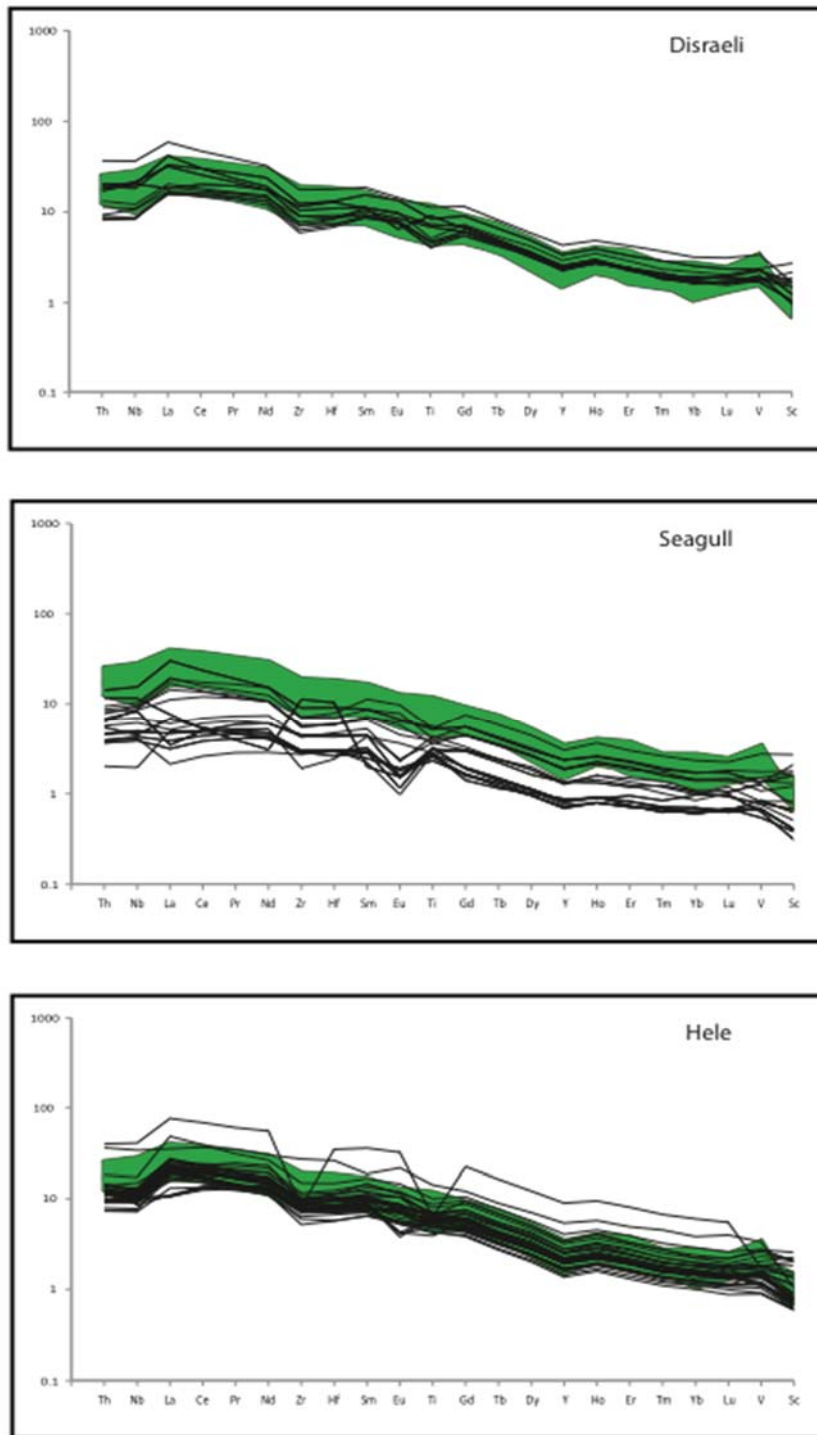 Disraeli
1000
100
10
1
0.1
Th Nb La Ce Pr Nd Zr Hf Sm Eu Ti Gd Tb Dy Y Ho Er Tm Yb Lu V Sc
Seagull
1000
100
10
1
0.1
Th Nb La Ce Pr Nd Zr Hf Sm Eu Ti Gd Tb Dy Y Ho Er Tm Yb Lu V Sc
Hele
1000
100
10
1
0.1
Th Nb La Ce Pr Nd Zr Hf Sm Eu Ti Gd Tb Dy Y Ho Er Tm Yb Lu V Sc